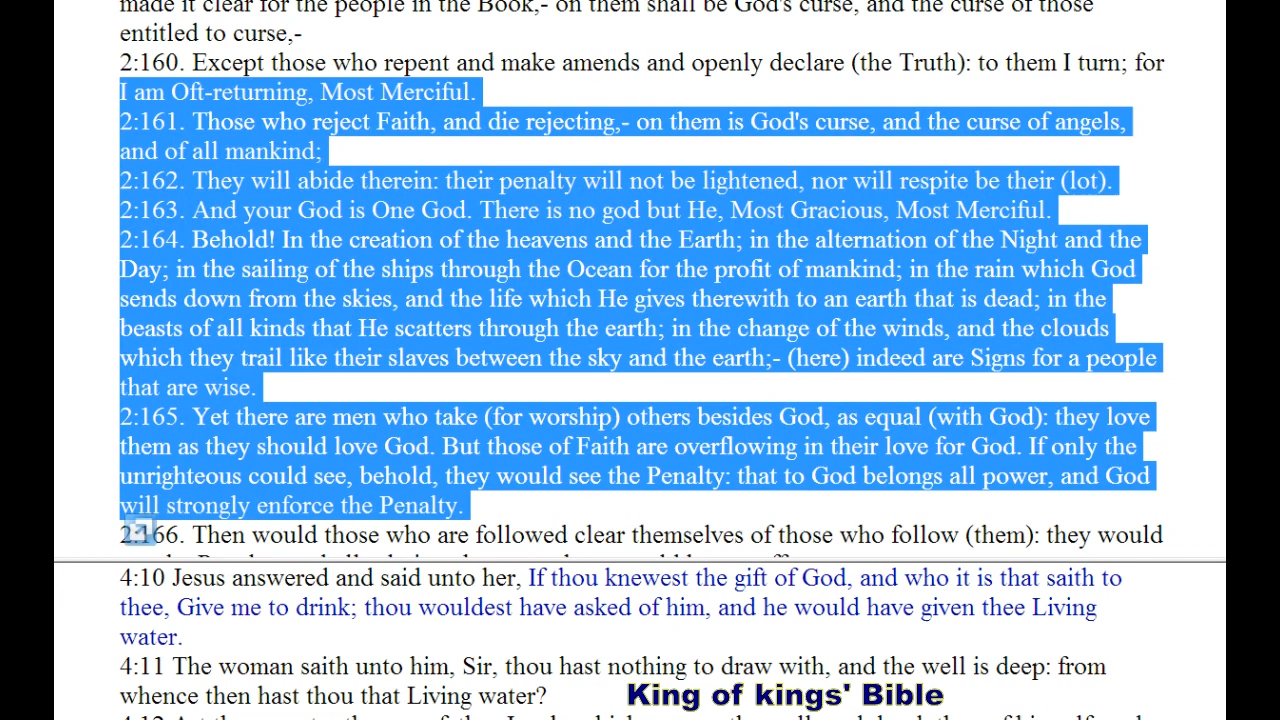 made it clear for the people in the Book,- on them shall be God's curse, and the curse of those
entitled to curse,-
2:160. Except those who repent and make amends and openly declare (the Truth): to them I turn; for
I am Oft-returning, Most Merciful.
2:161. Those who reject Faith, and die rejecting,- on them is God's curse, and the curse of angels,
and of all mankind;
2:162. They will abide therein: their penalty will not be lightened, nor will respite be their (lot).
2:163. And your God is One God. There is no god but He, Most Gracious, Most Merciful.
2:164. Behold! In the creation of the heavens and the Earth; in the alternation of the Night and the
Day; in the sailing of the ships through the Ocean for the profit of mankind; in the rain which God
sends down from the skies, and the life which He gives therewith to an earth that is dead; in the
beasts of all kinds that He scatters through the earth; in the change of the winds, and the clouds
which they trail like their slaves between the sky and the earth;- (here) indeed are Signs for a people
that are wise.
2:165. Yet there are men who take (for worship) others besides God, as equal (with God): they love
them as they should love God. But those of Faith are overflowing in their love for God. If only the
unrighteous could see, behold, they would see the Penalty: that to God belongs all power, and God
will strongly enforce the Penalty.
2:166. Then would those who are followed clear themselves of those who follow (them): they would
4:10 Jesus answered and said unto her, If thou knewest the gift of God, and who it is that saith to
thee, Give me to drink; thou wouldest have asked of him, and he would have given thee Living
water.
4:11 The woman saith unto him, Sir, thou hast nothing to draw with, and the well is deep: from
whence then hast thou that Living water?
King of kings' Bible